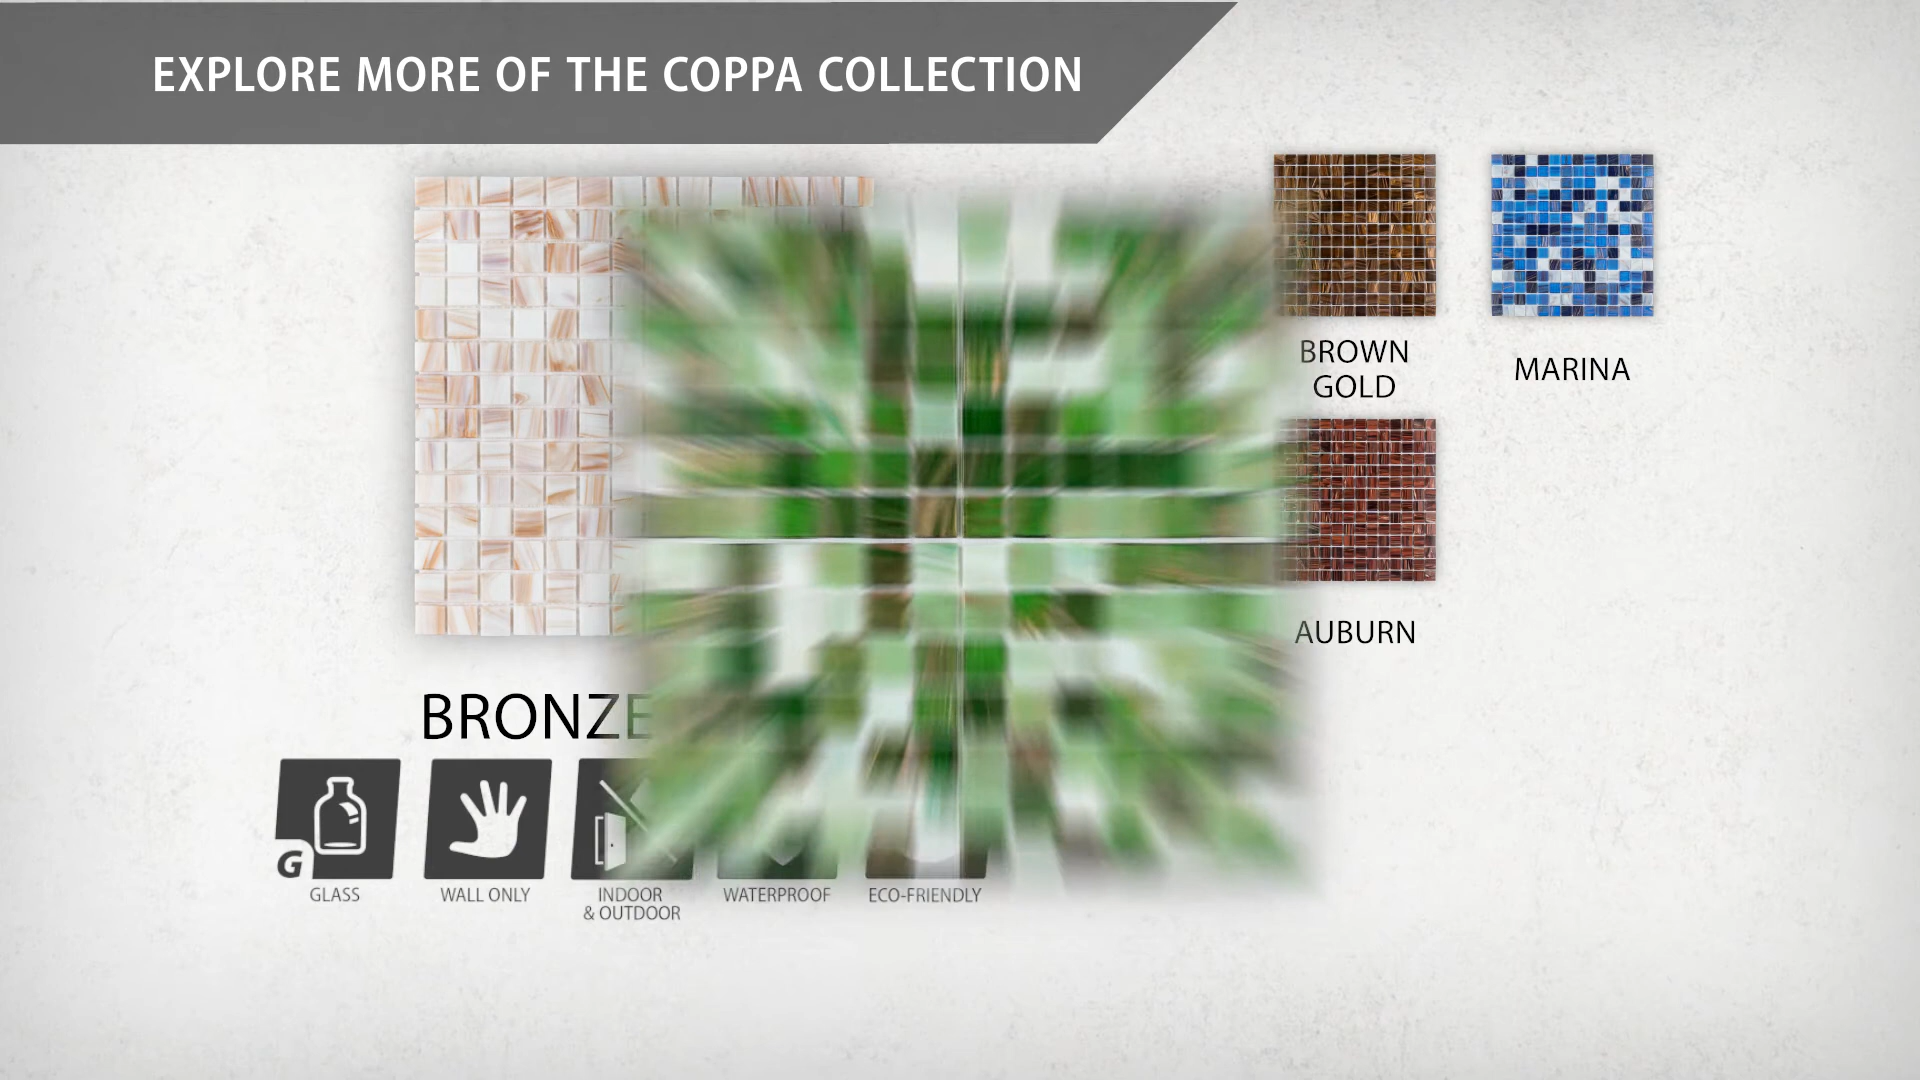 EXPLORE MORE OF THE COPPA COLLECTION
BROWN
GOLD
MARINA
AUBURN
BRONZE
G
GLASS
WALL ONLY
INDOOR
& OUTDOOR
WATERPROOF
ECO-FRIENDLY